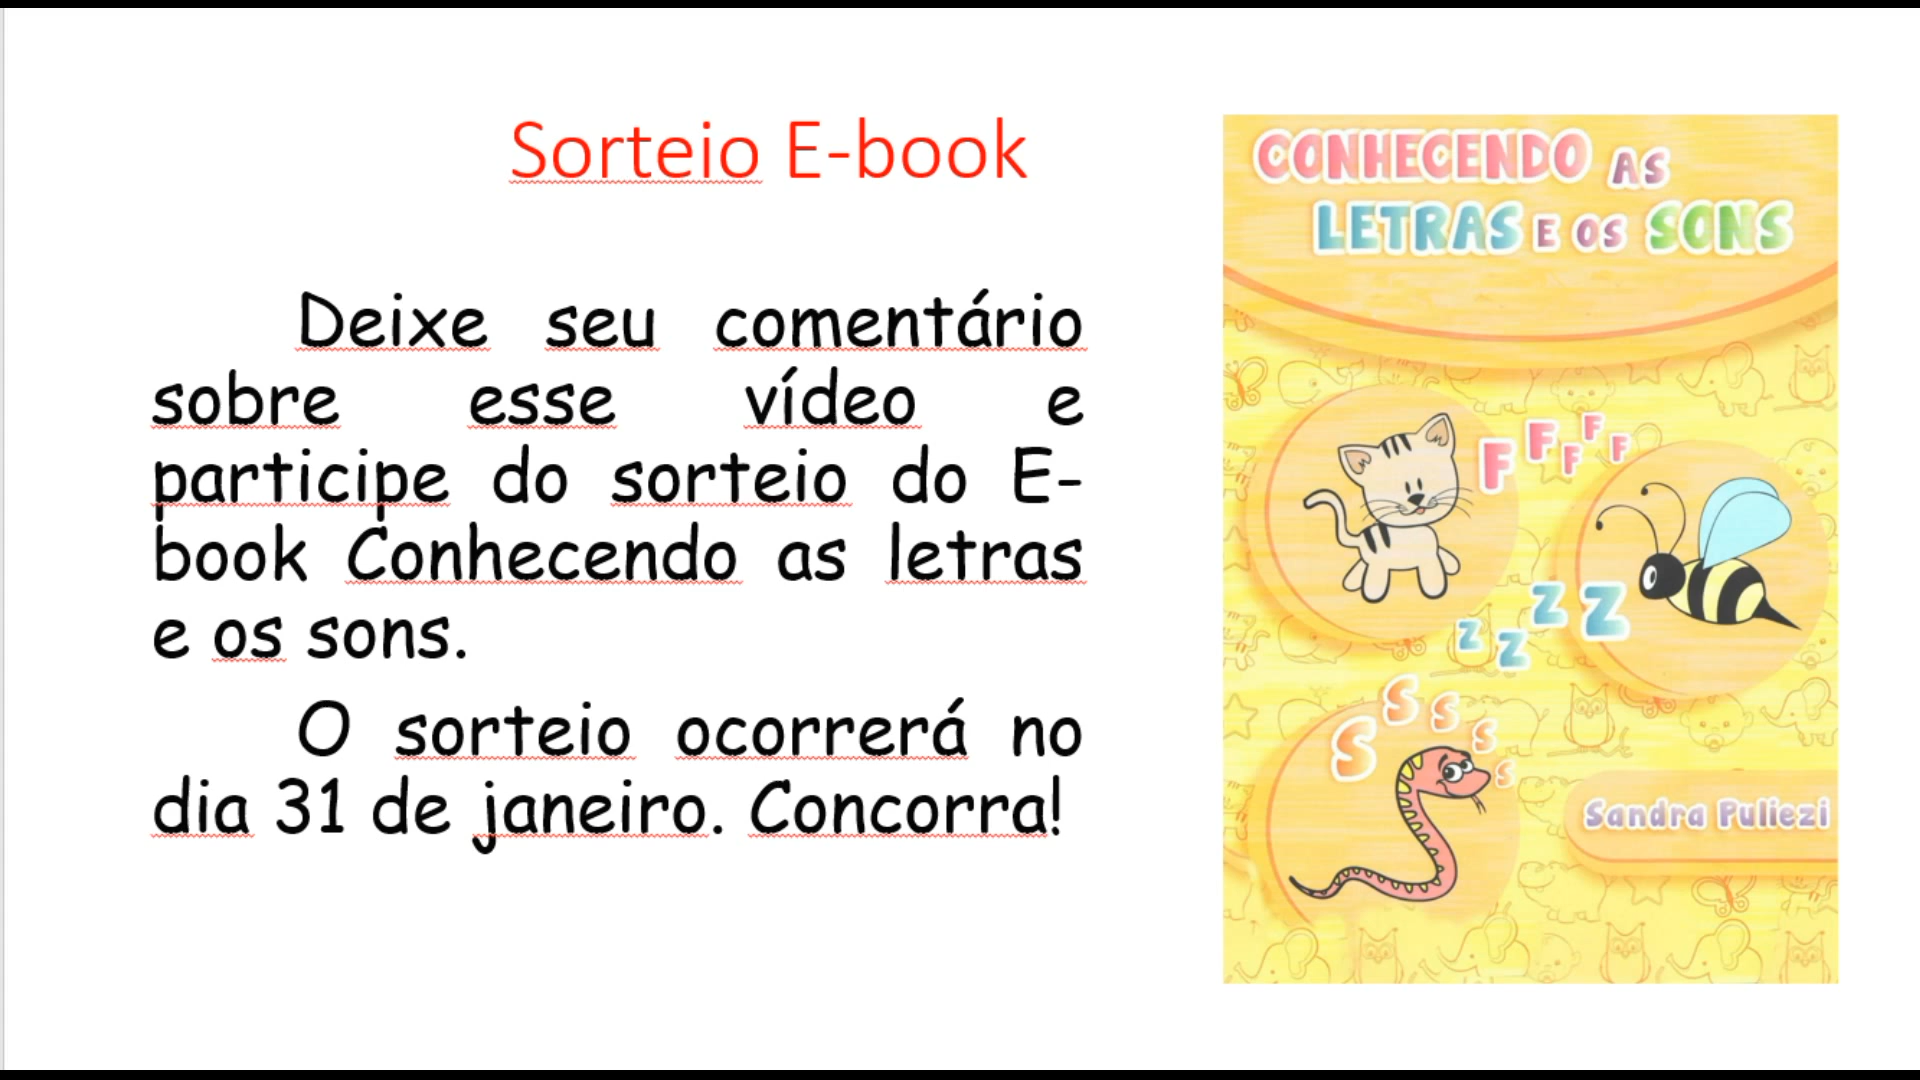 Sorteio E-book
Deixe seu comentário
sobre esse vídeo e
participe do sorteio do E-
book Conhecendo as letras
e os sons.
O sorteio ocorrerá no
dia 31 de janeiro. Concorra!
CONHECENDO AS
LETRAS E OS SONS
F F F F F
Z Z Z Z
S S S S S
Sandra Puliezi